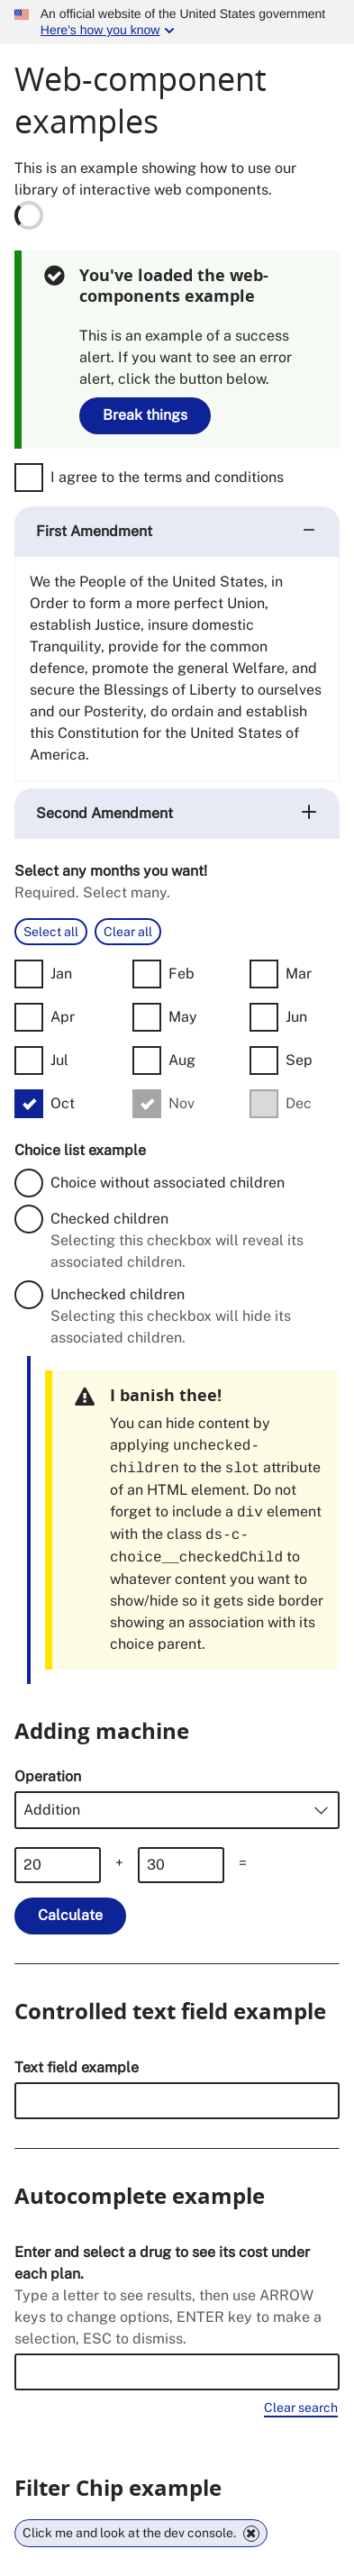 An official website of the United States government
Here's how you know
Web-component
examples
This is an example showing how to use our
library of interactive web components.
You've loaded the web-
components example
This is an example of a success
alert. If you want to see an error
alert, click the button below.
Break things
I agree to the terms and conditions
First Amendment
We the People of the United States, in
Order to form a more perfect Union,
establish Justice, insure domestic
Tranquility, provide for the common
defence, promote the general Welfare, and
secure the Blessings of Liberty to ourselves
and our Posterity, do ordain and establish
this Constitution for the United States of
America.
Second Amendment
Select any months you want!
Required. Select many.
Select all Clear all
Jan Feb Mar
Apr May Jun
Jul Aug Sep
Oct Nov Dec
Choice list example
Choice without associated children
Checked children
Selecting this checkbox will reveal its
associated children.
Unchecked children
Selecting this checkbox will hide its
associated children.
I banish thee!
You can hide content by
applying unchecked-
children to the slot attribute
of an HTML element. Do not
forget to include a div element
with the class ds-c-
choice__checkedChild to
whatever content you want to
show/hide so it gets side border
showing an association with its
choice parent.
Adding machine
Operation
Addition
20 + 30 =
Calculate
Controlled text field example
Text field example
Autocomplete example
Enter and select a drug to see its cost under
each plan.
Type a letter to see results, then use ARROW
keys to change options, ENTER key to make a
selection, ESC to dismiss.
Clear search
Filter Chip example
Click me and look at the dev console.